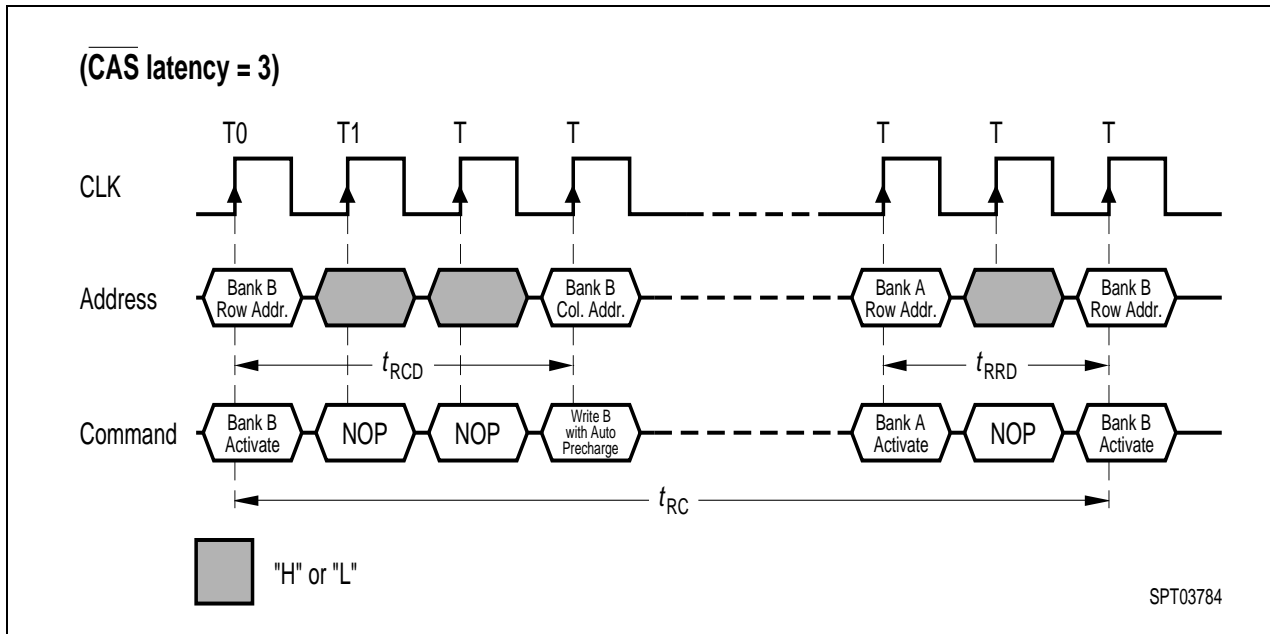 (CAS latency = 3)
T0 T1 T T T T T
CLK
Address
Bank B
Row Addr.
Bank B
Col. Addr.
Bank A
Row Addr.
Bank B
Row Addr.
tRCD
tRRD
Command
Bank B
Activate
NOP
NOP
Write B
with Auto
Precharge
Bank A
Activate
NOP
Bank B
Activate
tRC
"H" or "L"
SPT03784